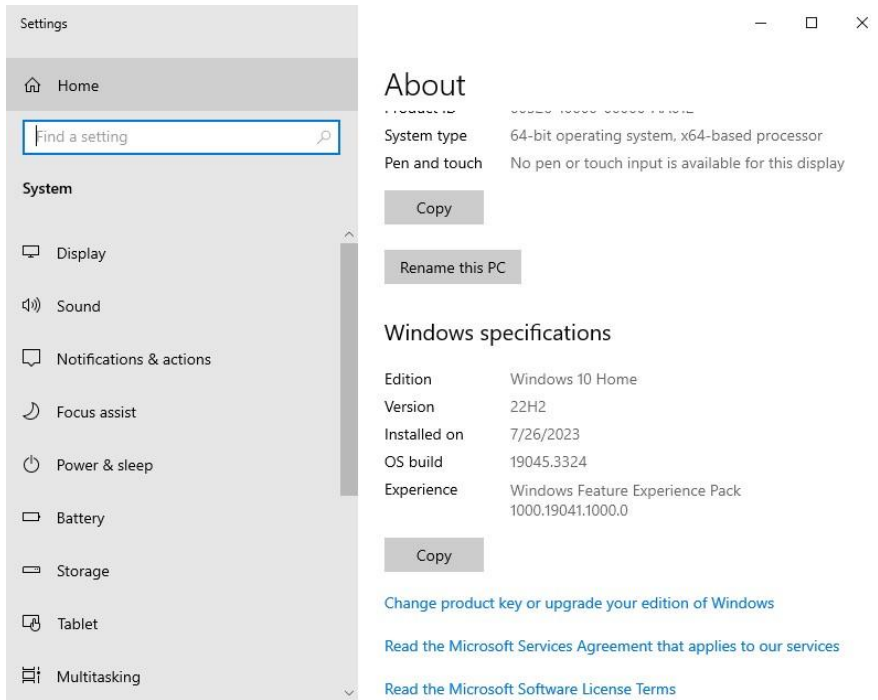 Settings
Home
Find a setting
System
Display
Sound
Notifications & actions
Focus assist
Power & sleep
Battery
Storage
Tablet
Multitasking
About
System type 64-bit operating system, x64-based processor
Pen and touch No pen or touch input is available for this display
Copy
Rename this PC
Windows specifications
Edition Windows 10 Home
Version 22H2
Installed on 7/26/2023
OS build 19045.3324
Experience Windows Feature Experience Pack
1000.19041.1000.0
Copy
Change product key or upgrade your edition of Windows
Read the Microsoft Services Agreement that applies to our services
Read the Microsoft Software License Terms